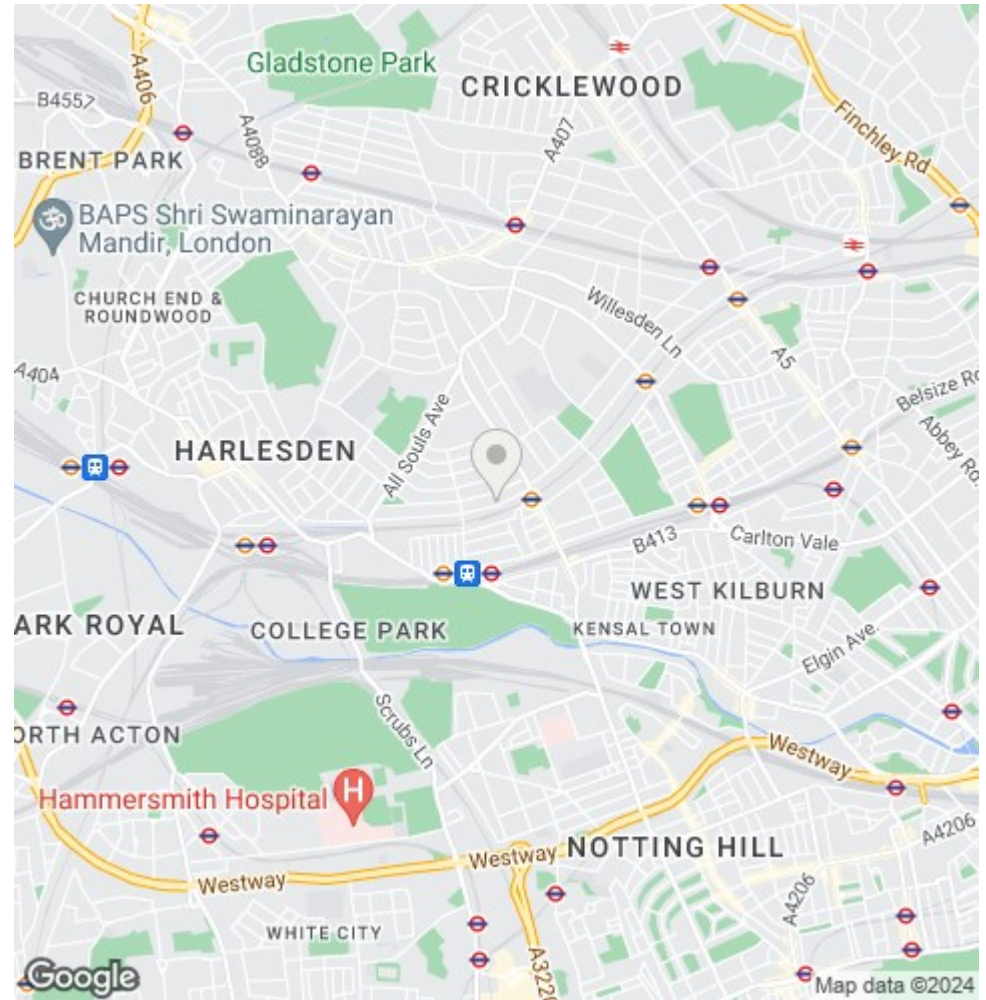 Gladstone Park
CRICKLEWOOD
A406
B4557
A4088
A407
Finchley Rd
BRENT PARK
BAPS Shri Swaminarayan
Mandir, London
CHURCH END &
ROUNDWOOD
Willesden Ln
A404
A5
Belsize Rd
All Souls Ave
Abbey Rd.
HARLESDEN
B413
Carlton Vale
WEST KILBURN
ARK ROYAL
COLLEGE PARK
KENSAL TOWN
Elgin Ave.
Scrubs Ln
ORTH ACTON
Westway
Hammersmith Hospital
H
A4206
Westway
NOTTING HILL
Westway
A4206
WHITE CITY
A3220
Google
Map data ©2024